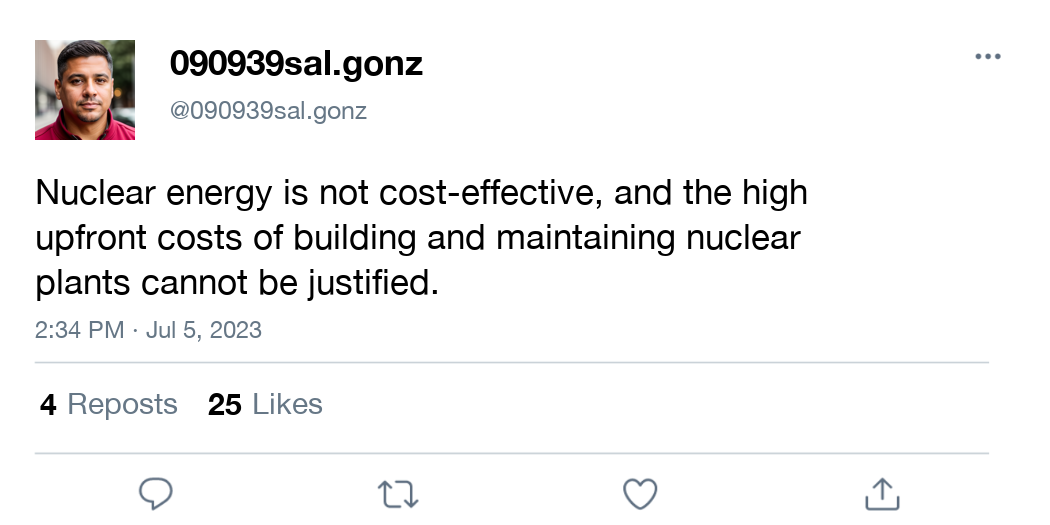 090939sal.gonz
@090939sal.gonz
Nuclear energy is not cost-effective, and the high
upfront costs of building and maintaining nuclear
plants cannot be justified.
2:34 PM · Jul 5, 2023
4 Reposts 25 Likes